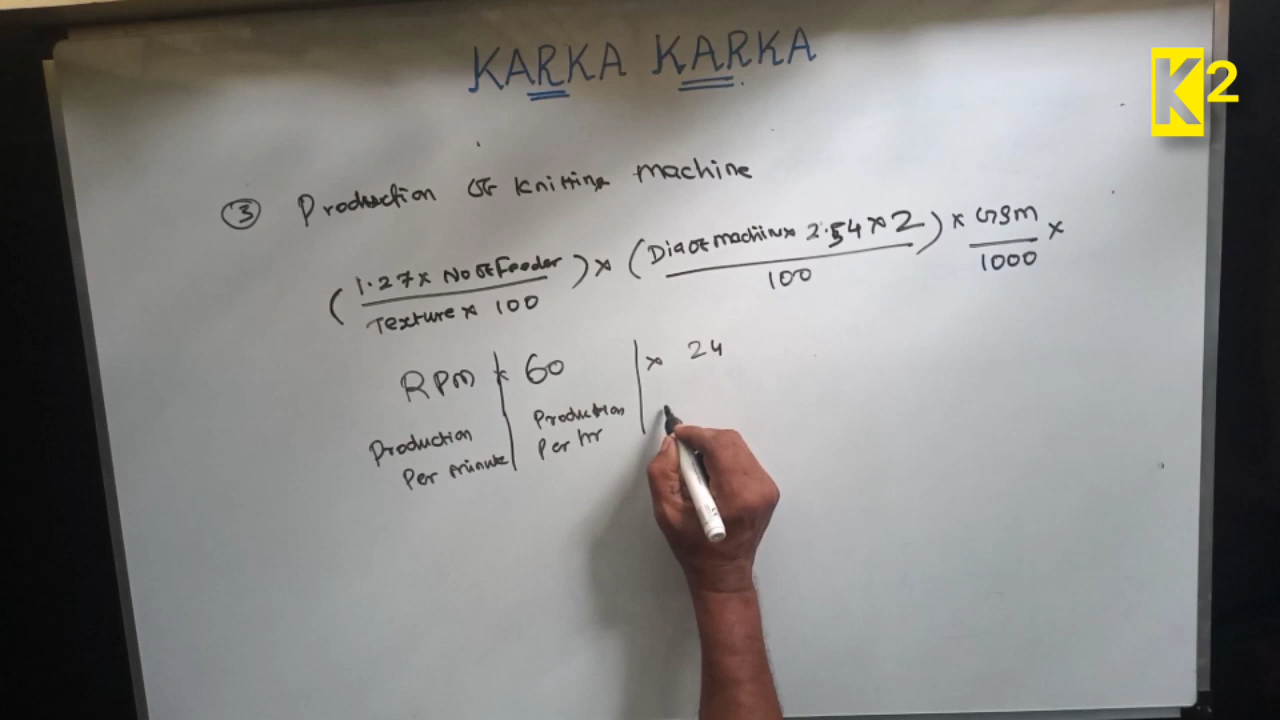 KARKA KARKA
K2
③ Production of Knitting machine
(1.27 x No of Feeder / Texture x 100) x (Dia of machine x 2.54 x 2 / 100) x GSM / 1000 x
RPM x 60 x 24
Production Per minute
Production Per hr